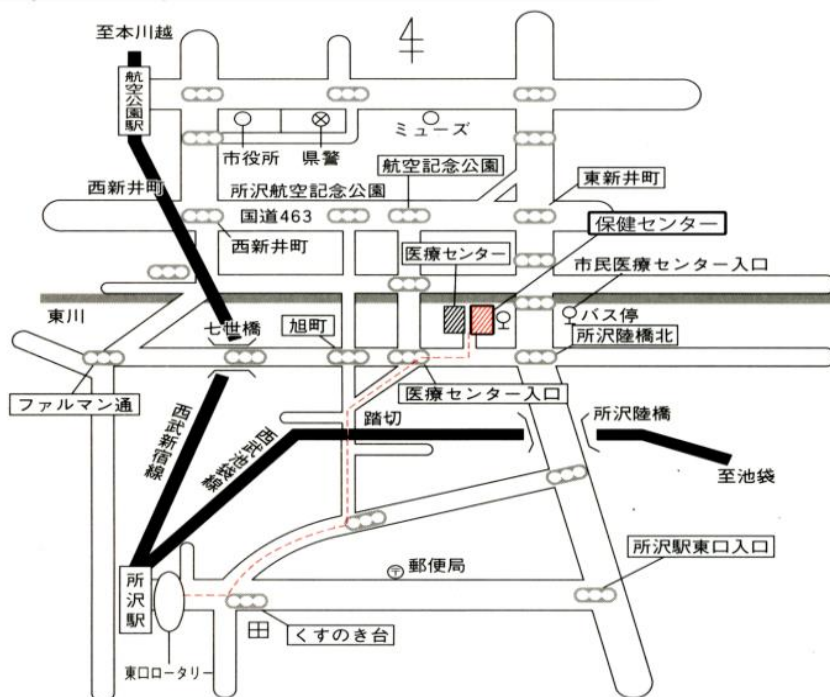 至本川越
航空公園駅
市役所
県警
ミューズ
航空記念公園
西新井町
所沢航空記念公園
東新井町
国道463
保健センター
西新井町
医療センター
市民医療センター入口
東川
七世橋
旭町
バス停
所沢陸橋北
ファルマン通
医療センター入口
西武新宿線
西武池袋線
踏切
所沢陸橋
至池袋
所沢駅東口入口
郵便局
所沢駅
くすのき台
東口ロータリー